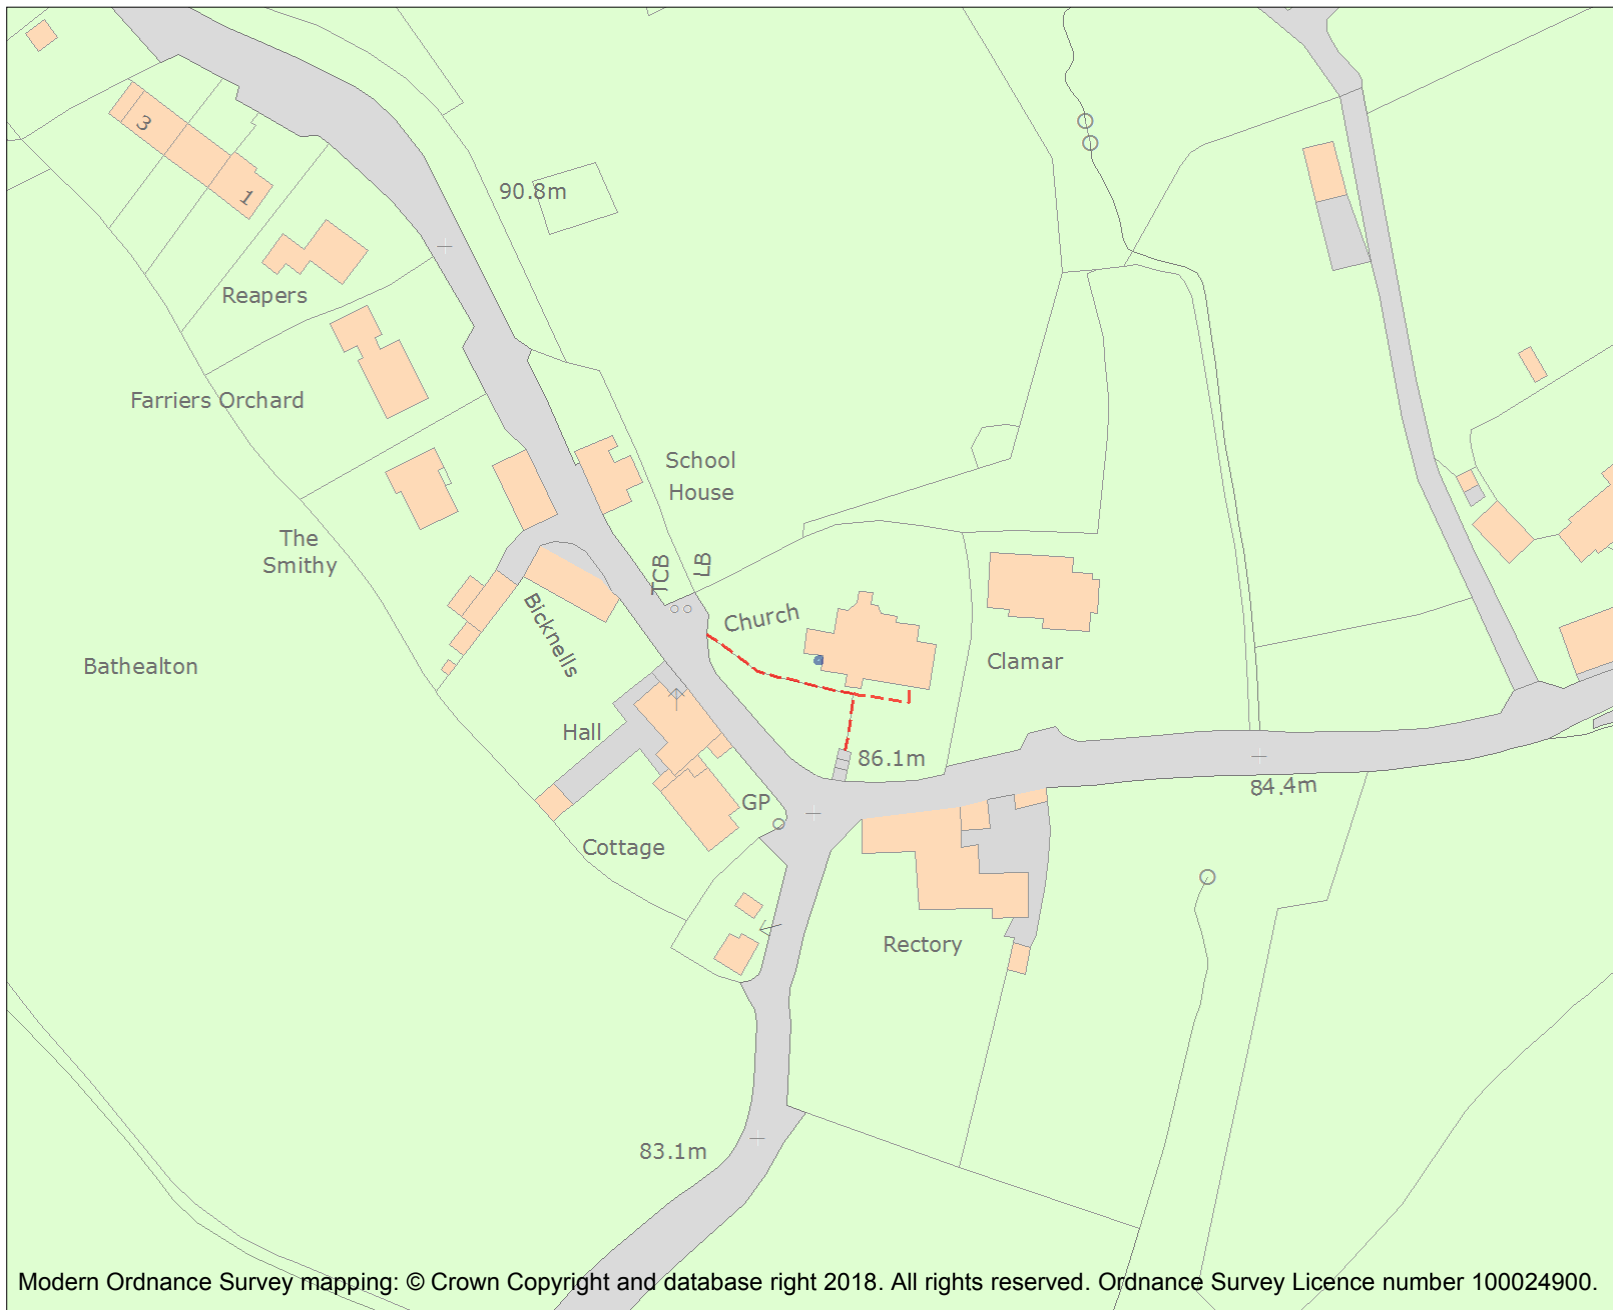 3
1
90.8m
Reapers
Farriers Orchard
School
House
The
Smithy
TCB
LB
Bicknells
Church
Bathealton
Clamar
Hall
86.1m
84.4m
GP
Cottage
Rectory
83.1m
Modern Ordnance Survey mapping: © Crown Copyright and database right 2018. All rights reserved. Ordnance Survey Licence number 100024900.